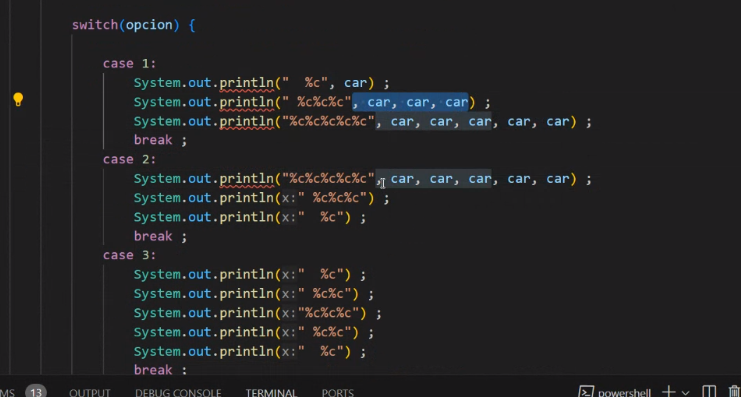 switch(opcion) {
case 1:
System.out.println("  %c", car) ;
System.out.println(" %c%c%c", car, car, car) ;
System.out.println("%c%c%c%c%c", car, car, car, car, car) ;
break ;
case 2:
System.out.println("%c%c%c%c%c", car, car, car, car, car) ;
System.out.println(x:" %c%c%c") ;
System.out.println(x:"  %c") ;
break ;
case 3:
System.out.println(x:"  %c") ;
System.out.println(x:" %c%c") ;
System.out.println(x:"%c%c%c") ;
System.out.println(x:" %c%c") ;
System.out.println(x:"  %c") ;
break ;
MS 13 OUTPUT DEBUG CONSOLE TERMINAL PORTS powershell